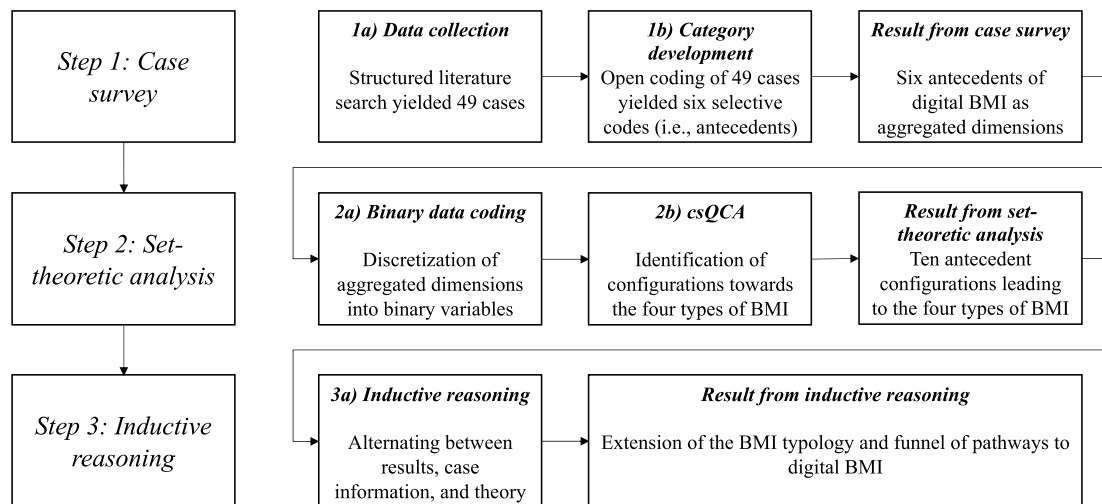 Step 1: Case
survey
1a) Data collection
Structured literature
search yielded 49 cases
1b) Category
development
Open coding of 49 cases
yielded six selective
codes (i.e., antecedents)
Result from case survey
Six antecedents of
digital BMI as
aggregated dimensions
Step 2: Set-
theoretic analysis
2a) Binary data coding
Discretization of
aggregated dimensions
into binary variables
2b) csQCA
Identification of
configurations towards
the four types of BMI
Result from set-
theoretic analysis
Ten antecedent
configurations leading
to the four types of BMI
Step 3: Inductive
reasoning
3a) Inductive reasoning
Alternating between
results, case
information, and theory
Result from inductive reasoning
Extension of the BMI typology and funnel of pathways to
digital BMI